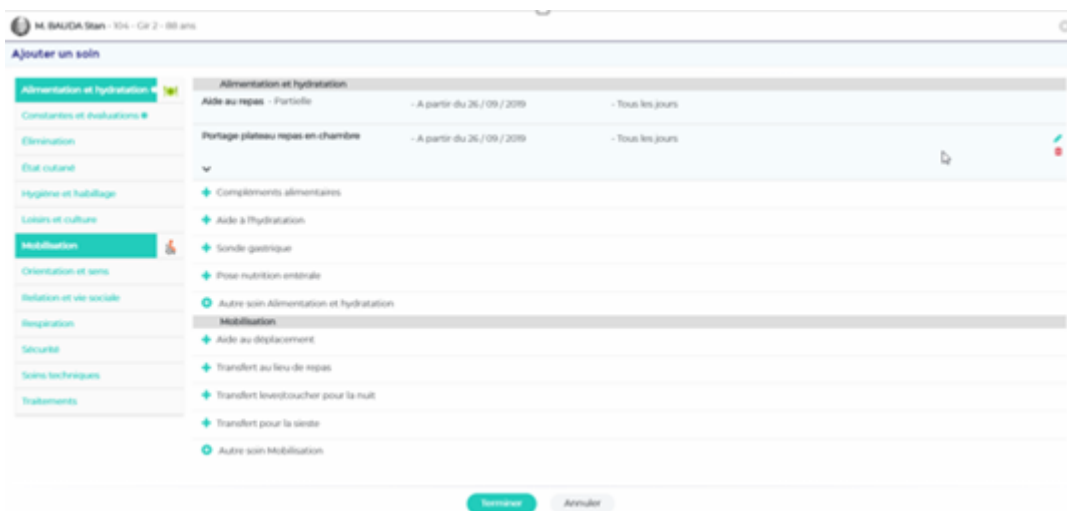 M. BAUDA Stan - 104 - Gir 2 - 88 ans
Ajouter un soin
Alimentation et hydratation
Constantes et évaluations
Élimination
État cutané
Hygiène et habillage
Loisirs et culture
Mobilisation
Orientation et sens
Relation et vie sociale
Respiration
Sécurité
Soins techniques
Traitements
Alimentation et hydratation
Aide au repas - Partielle - A partir du 26 / 09 / 2019 - Tous les jours
Portage plateau repas en chambre - A partir du 26 / 09 / 2019 - Tous les jours
Compléments alimentaires
Aide à l'hydratation
Sonde gastrique
Pose nutrition entérale
Autre soin Alimentation et hydratation
Mobilisation
Aide au déplacement
Transfert au lieu de repas
Transfert lever/coucher pour la nuit
Transfert pour la sieste
Autre soin Mobilisation
Terminer Annuler